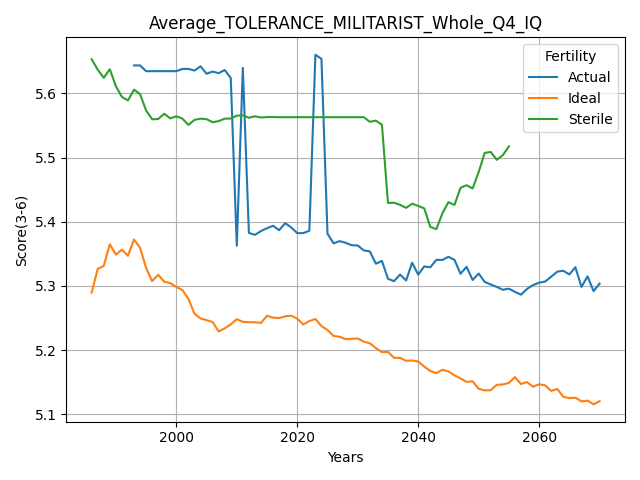 Average_TOLERANCE_MILITARIST_Whole_Q4_IQ
Fertility
Actual
Ideal
Sterile
Score(3-6)
5.6
5.5
5.4
5.3
5.2
5.1
2000 2020 2040 2060
Years